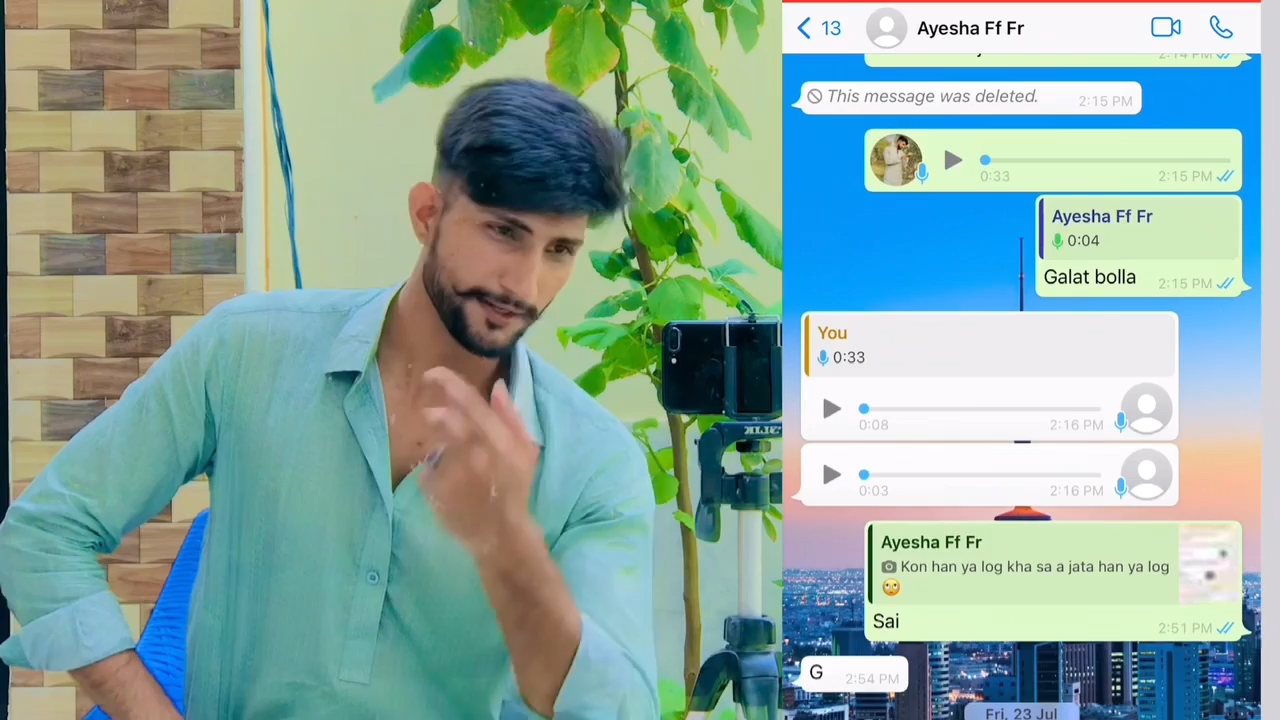 13
Ayesha Ff Fr
2:14 PM
This message was deleted.
2:15 PM
0:33
2:15 PM
Ayesha Ff Fr
0:04
Galat bolla
2:15 PM
You
0:33
0:08
2:16 PM
0:03
2:16 PM
Ayesha Ff Fr
Kon han ya log kha sa a jata han ya log
Sai
2:51 PM
G
2:54 PM
Fri, 23 Jul